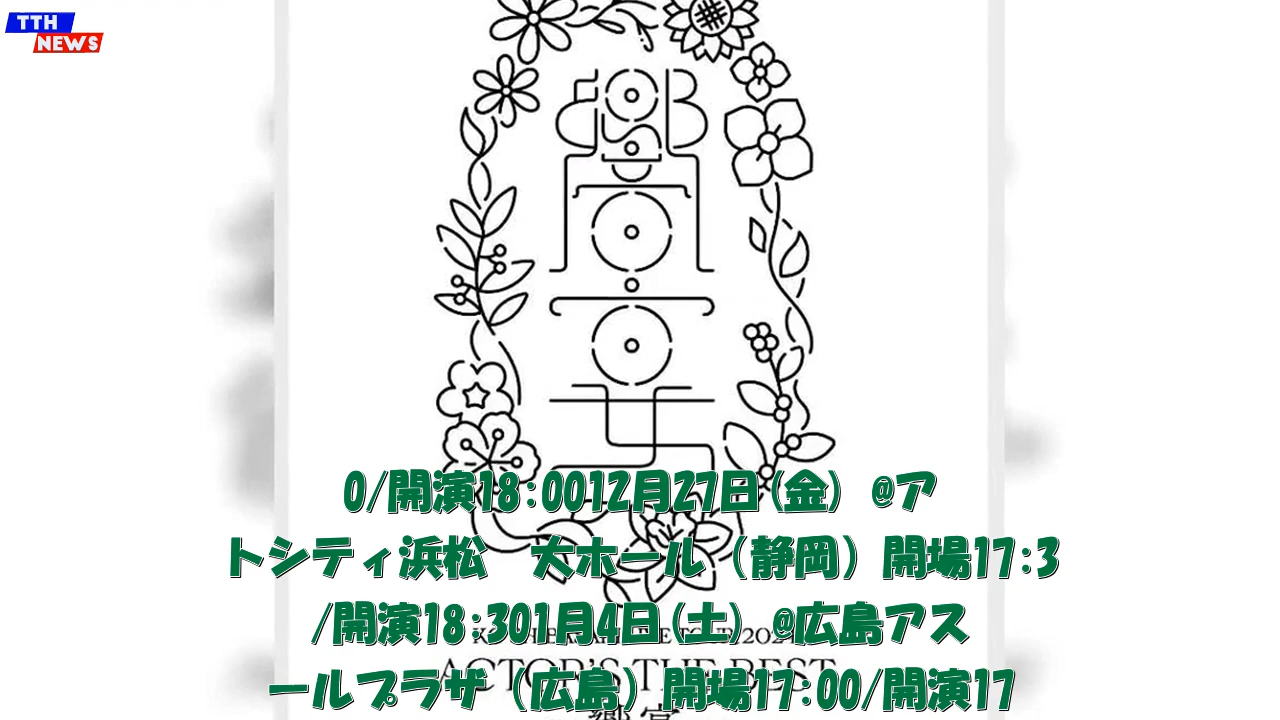 TTH
NEWS
0/開演18:0012月27日(金) @ア
トシティ浜松 大ホール（静岡）開場17:3
/開演18:301月4日(土) @広島アス
ールプラザ（広島）開場17:00/開演17
ACTOR'S THE BEST